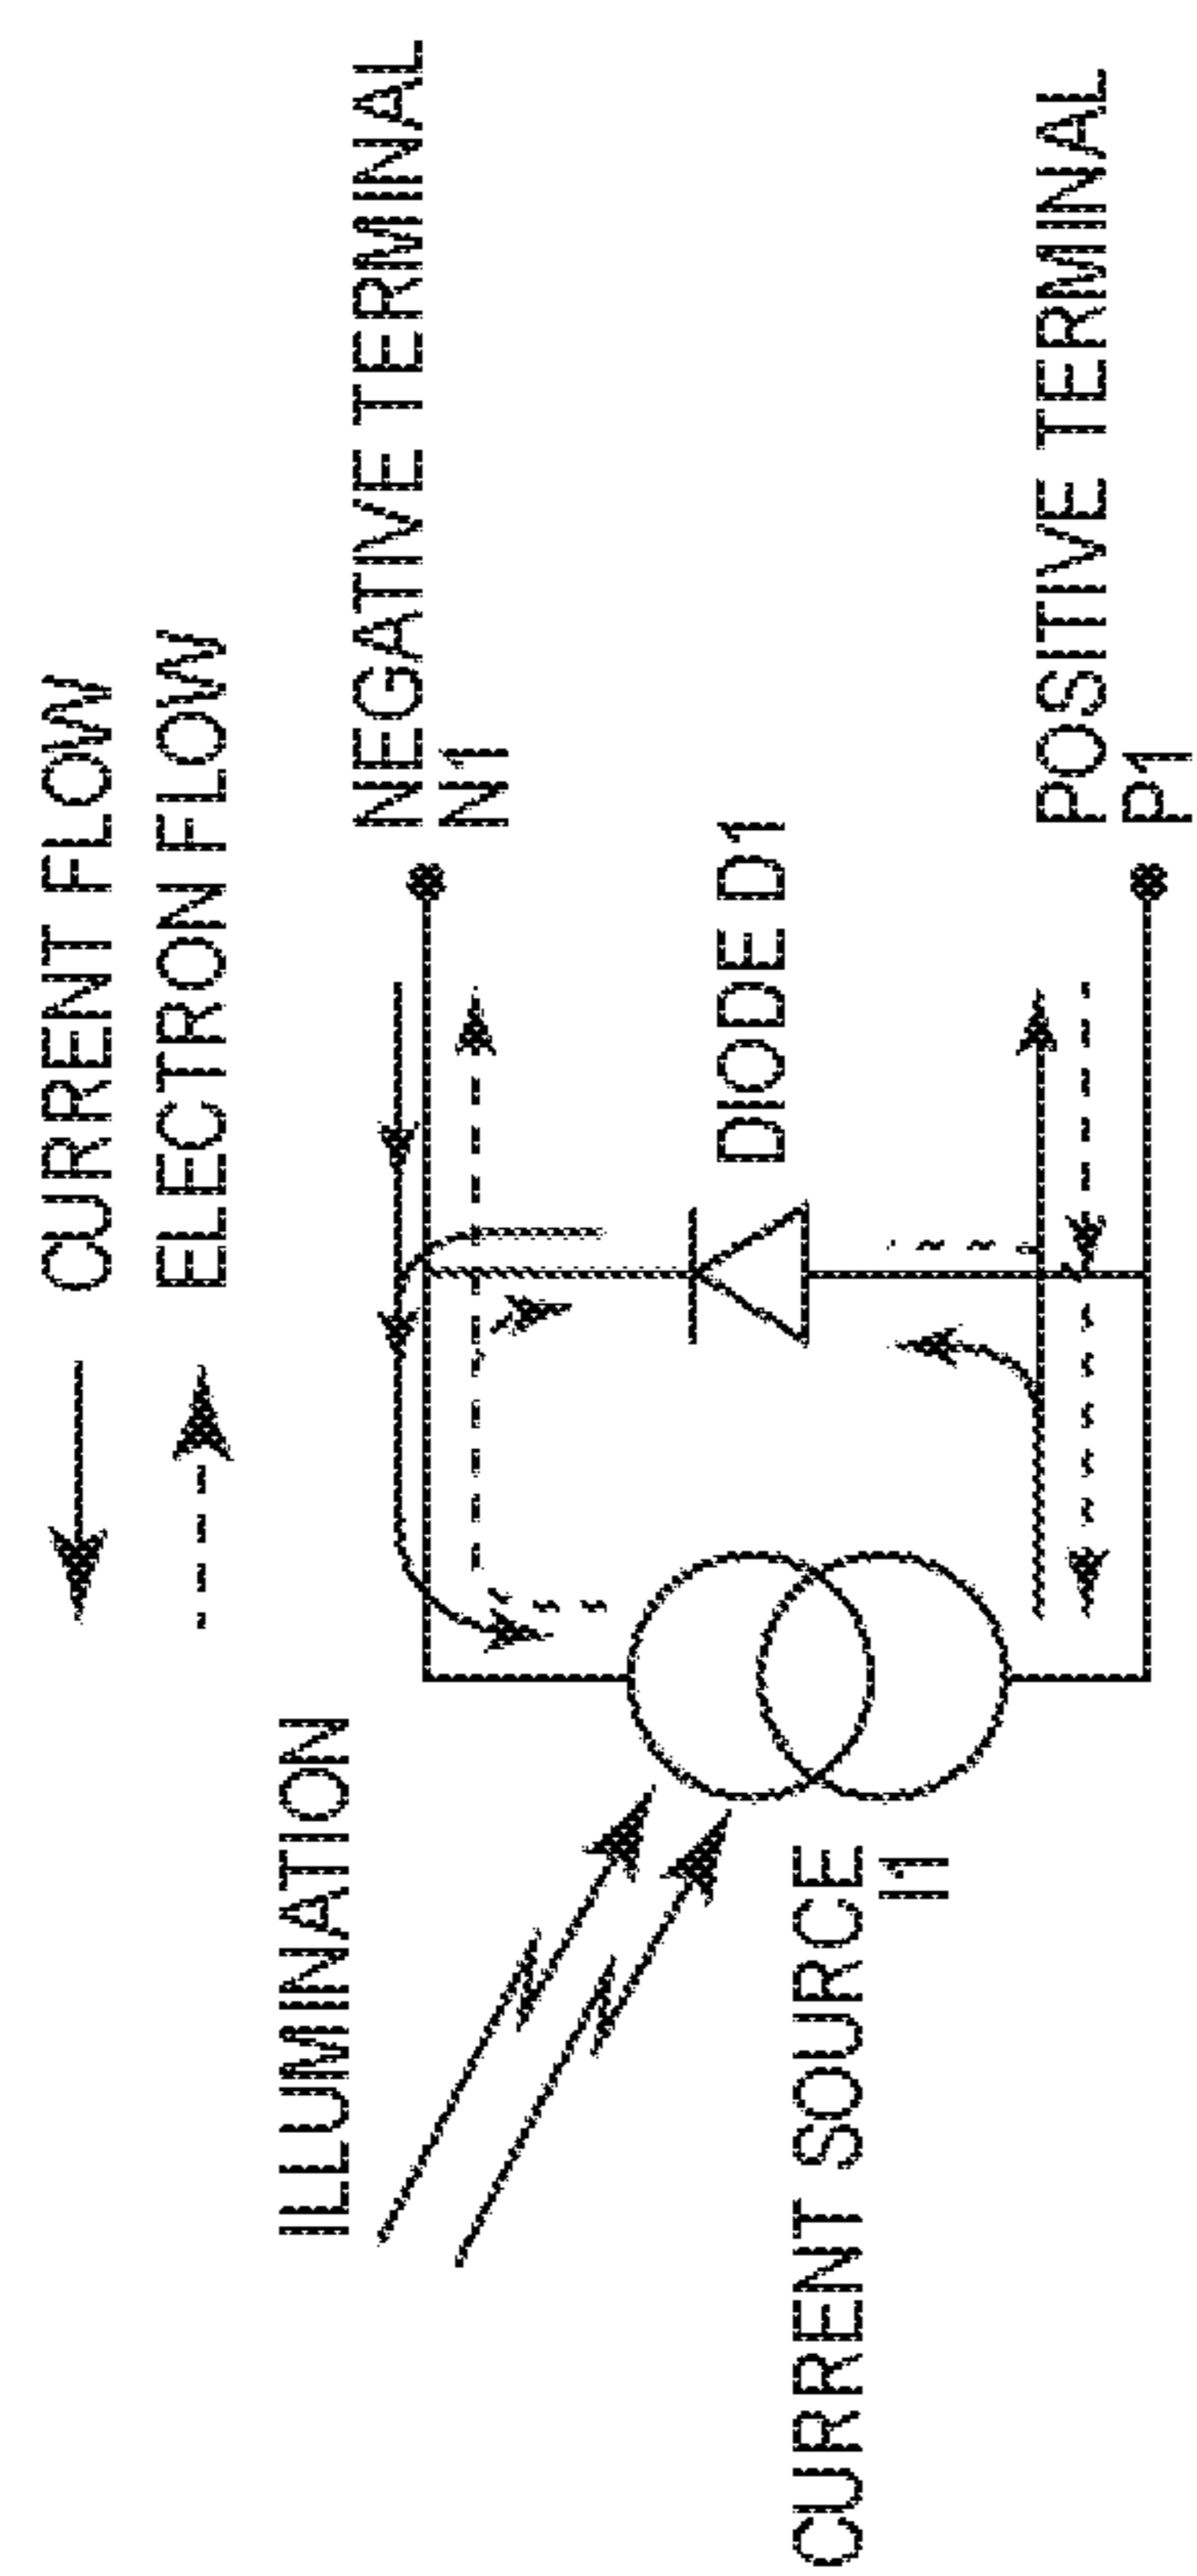 CURRENT FLOW
ELECTRON FLOW
ILLUMINATION
NEGATIVE TERMINAL
N1
DIODE D1
CURRENT SOURCE
I1
POSITIVE TERMINAL
P1